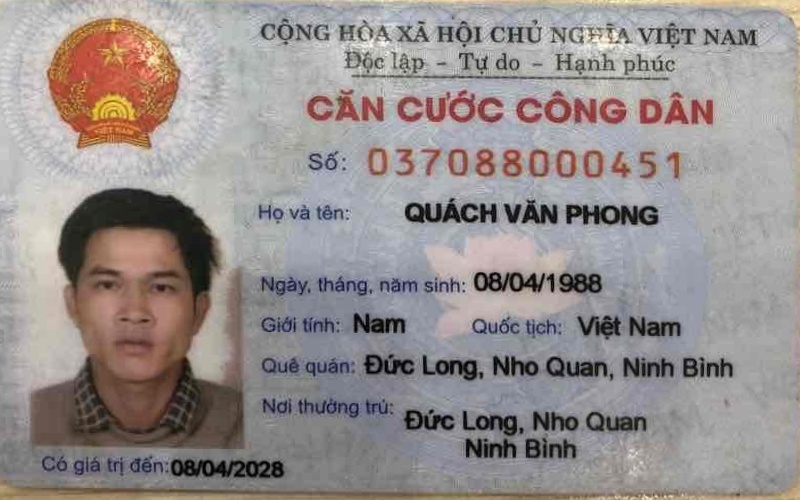 CỘNG HÒA XÃ HỘI CHỦ NGHĨA VIỆT NAM
Độc lập - Tự do - Hạnh phúc
CĂN CƯỚC CÔNG DÂN
Số: 037088000451
Họ và tên: QUÁCH VĂN PHONG
Ngày, tháng, năm sinh: 08/04/1988
Giới tính: Nam Quốc tịch: Việt Nam
Quê quán: Đức Long, Nho Quan, Ninh Bình
Nơi thường trú: Đức Long, Nho Quan
Ninh Bình
Có giá trị đến: 08/04/2028
VIỆT NAM